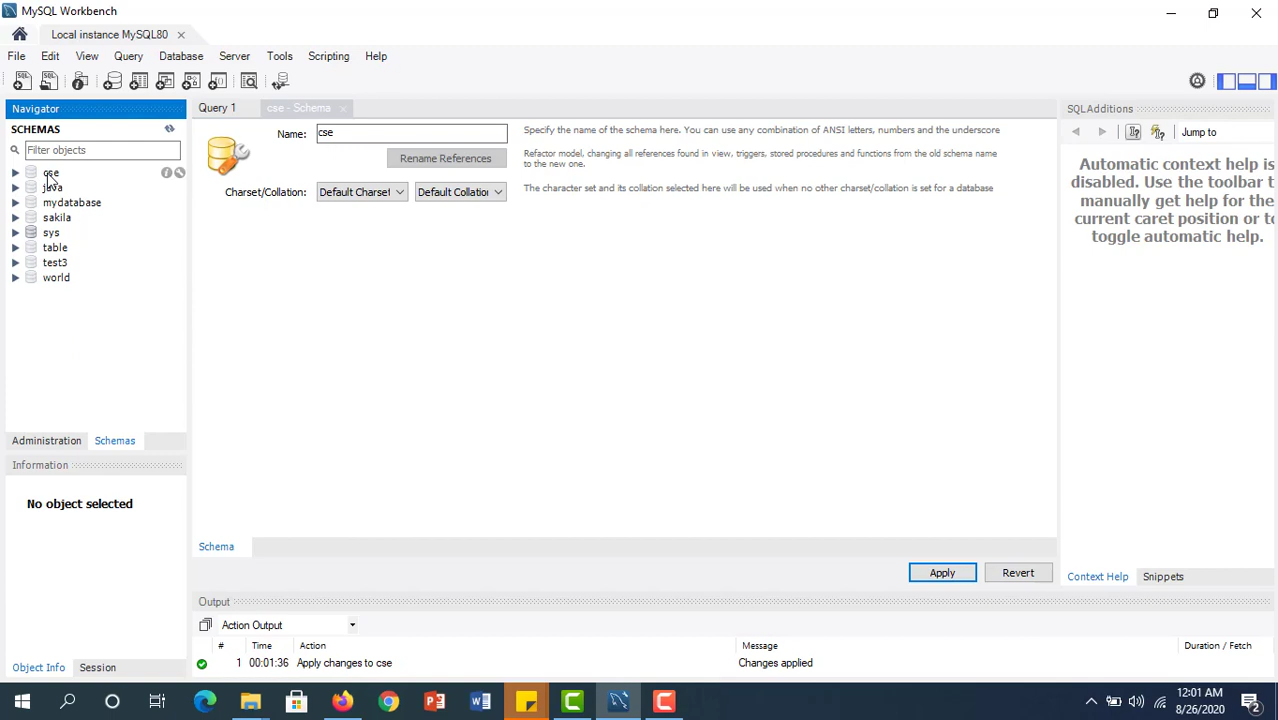 MySQL Workbench
Local instance MySQL80
File Edit View Query Database Server Tools Scripting Help
Navigator
SCHEMAS
Filter objects
cse
java
mydatabase
sakila
sys
table
test3
world
Administration Schemas
Information
No object selected
Object Info Session
Query 1 cse - Schema
Name: cse
Specify the name of the schema here. You can use any combination of ANSI letters, numbers and the underscore
Rename References
Refactor model, changing all references found in view, triggers, stored procedures and functions from the old schema name
to the new one.
Charset/Collation: Default Charset Default Collation
The character set and its collation selected here will be used when no other charset/collation is set for a database
Schema
Apply Revert
SQLAdditions
Jump to
Automatic context help is
disabled. Use the toolbar t
manually get help for the
current caret position or to
toggle automatic help.
Context Help Snippets
Output
Action Output
# Time Action Message Duration / Fetch
1 00:01:36 Apply changes to cse Changes applied
12:01 AM
8/26/2020
2